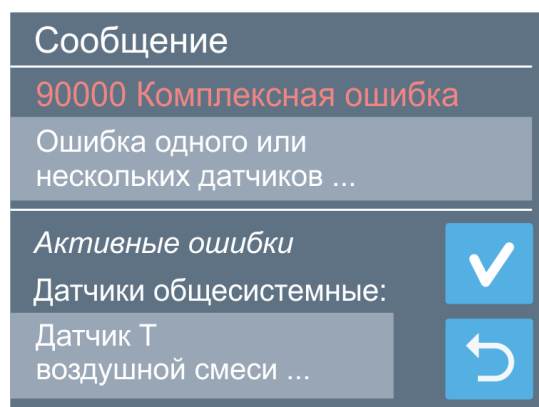 Сообщение
90000 Комплексная ошибка
Ошибка одного или
нескольких датчиков ...
Активные ошибки
Датчики общесистемные:
Датчик Т
воздушной смеси ...